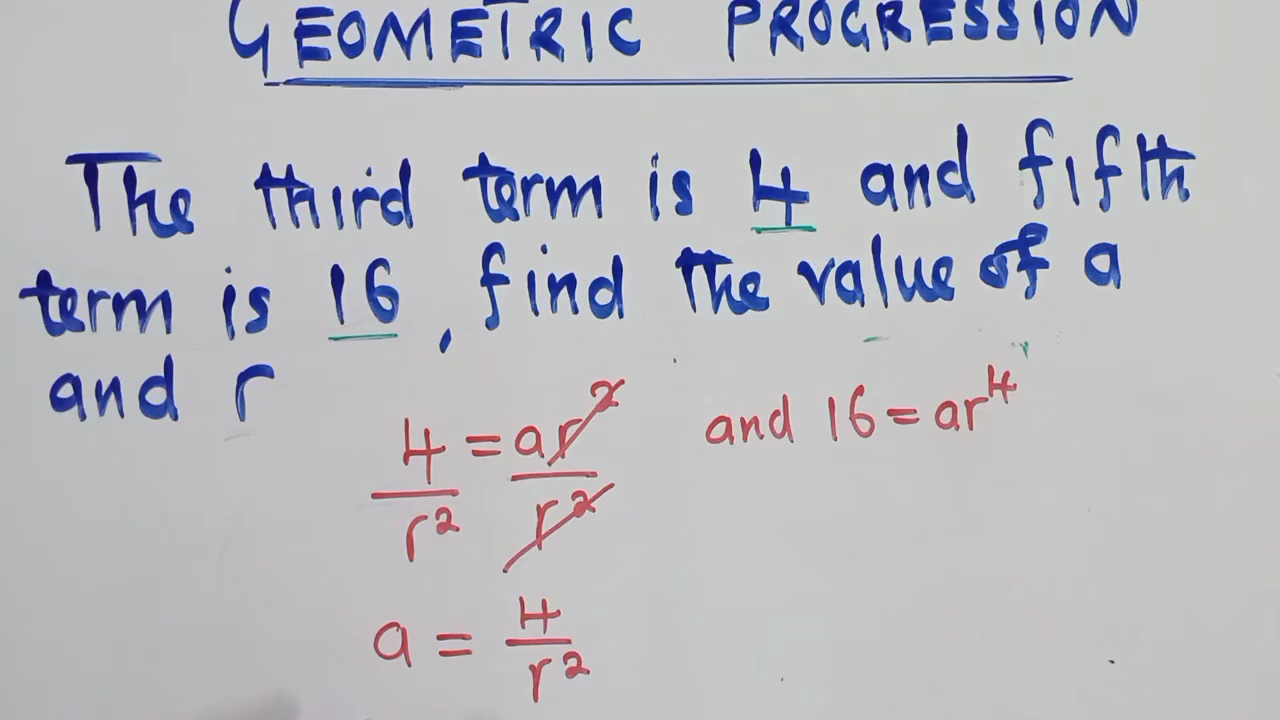 GEOMETRIC PROGRESSION
The third term is 4 and fifth
term is 16, find the value of a
and r
4/r² = ar²/r² and 16 = ar⁴
a = 4/r²